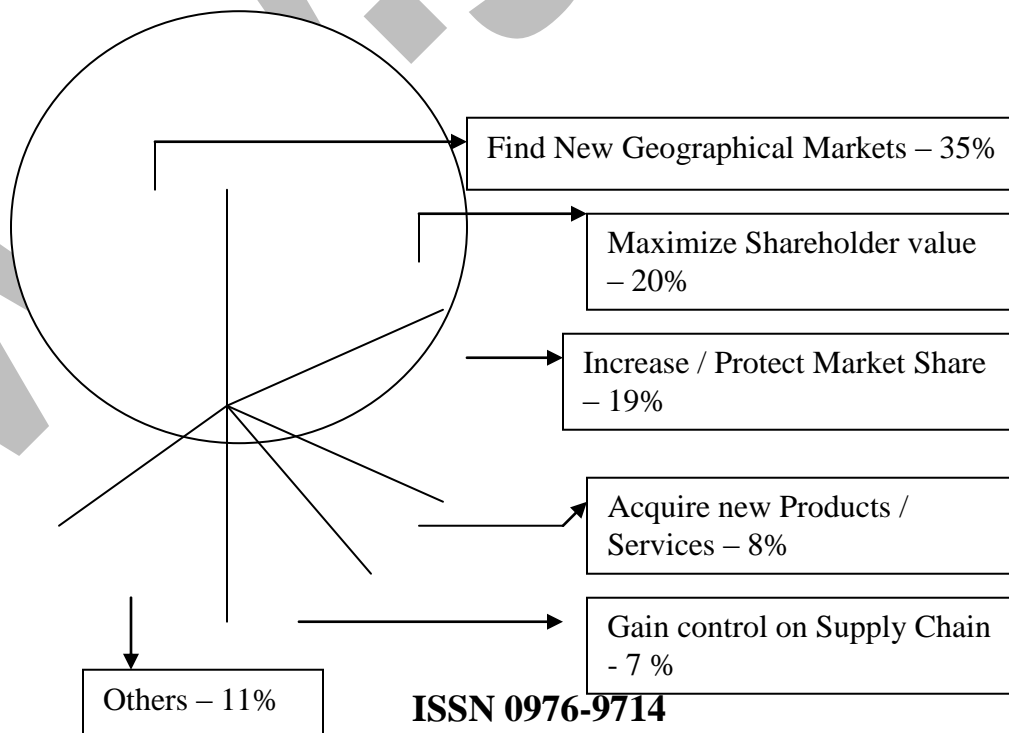 Find New Geographical Markets – 35%
Maximize Shareholder value
– 20%
Increase / Protect Market Share
– 19%
Acquire new Products /
Services – 8%
Gain control on Supply Chain
- 7 %
Others – 11%
ISSN 0976-9714